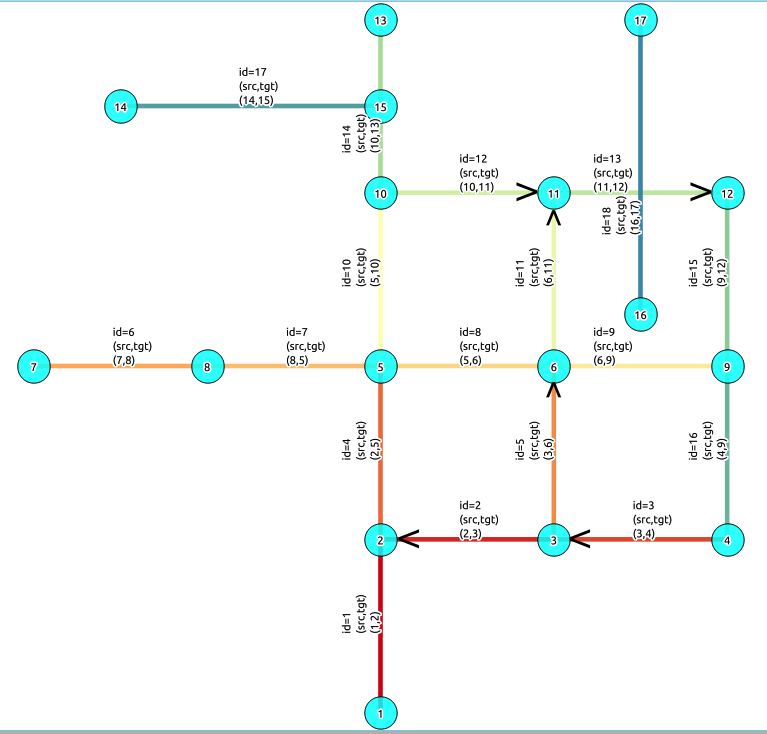 13
17
id=17
(src,tgt)
(14,15)
14
15
id=14
(src,tgt)
(10,13)
id=12
(src,tgt)
(10,11)
id=13
(src,tgt)
(11,12)
10
11
12
id=18
(src,tgt)
(16,17)
id=10
(src,tgt)
(5,10)
id=11
(src,tgt)
(6,11)
id=15
(src,tgt)
(9,12)
16
id=6
(src,tgt)
(7,8)
id=7
(src,tgt)
(8,5)
id=8
(src,tgt)
(5,6)
id=9
(src,tgt)
(6,9)
7
8
5
6
9
id=4
(src,tgt)
(2,5)
id=5
(src,tgt)
(3,6)
id=16
(src,tgt)
(4,9)
id=2
(src,tgt)
(2,3)
id=3
(src,tgt)
(3,4)
2
3
4
id=1
(src,tgt)
(1,2)
1